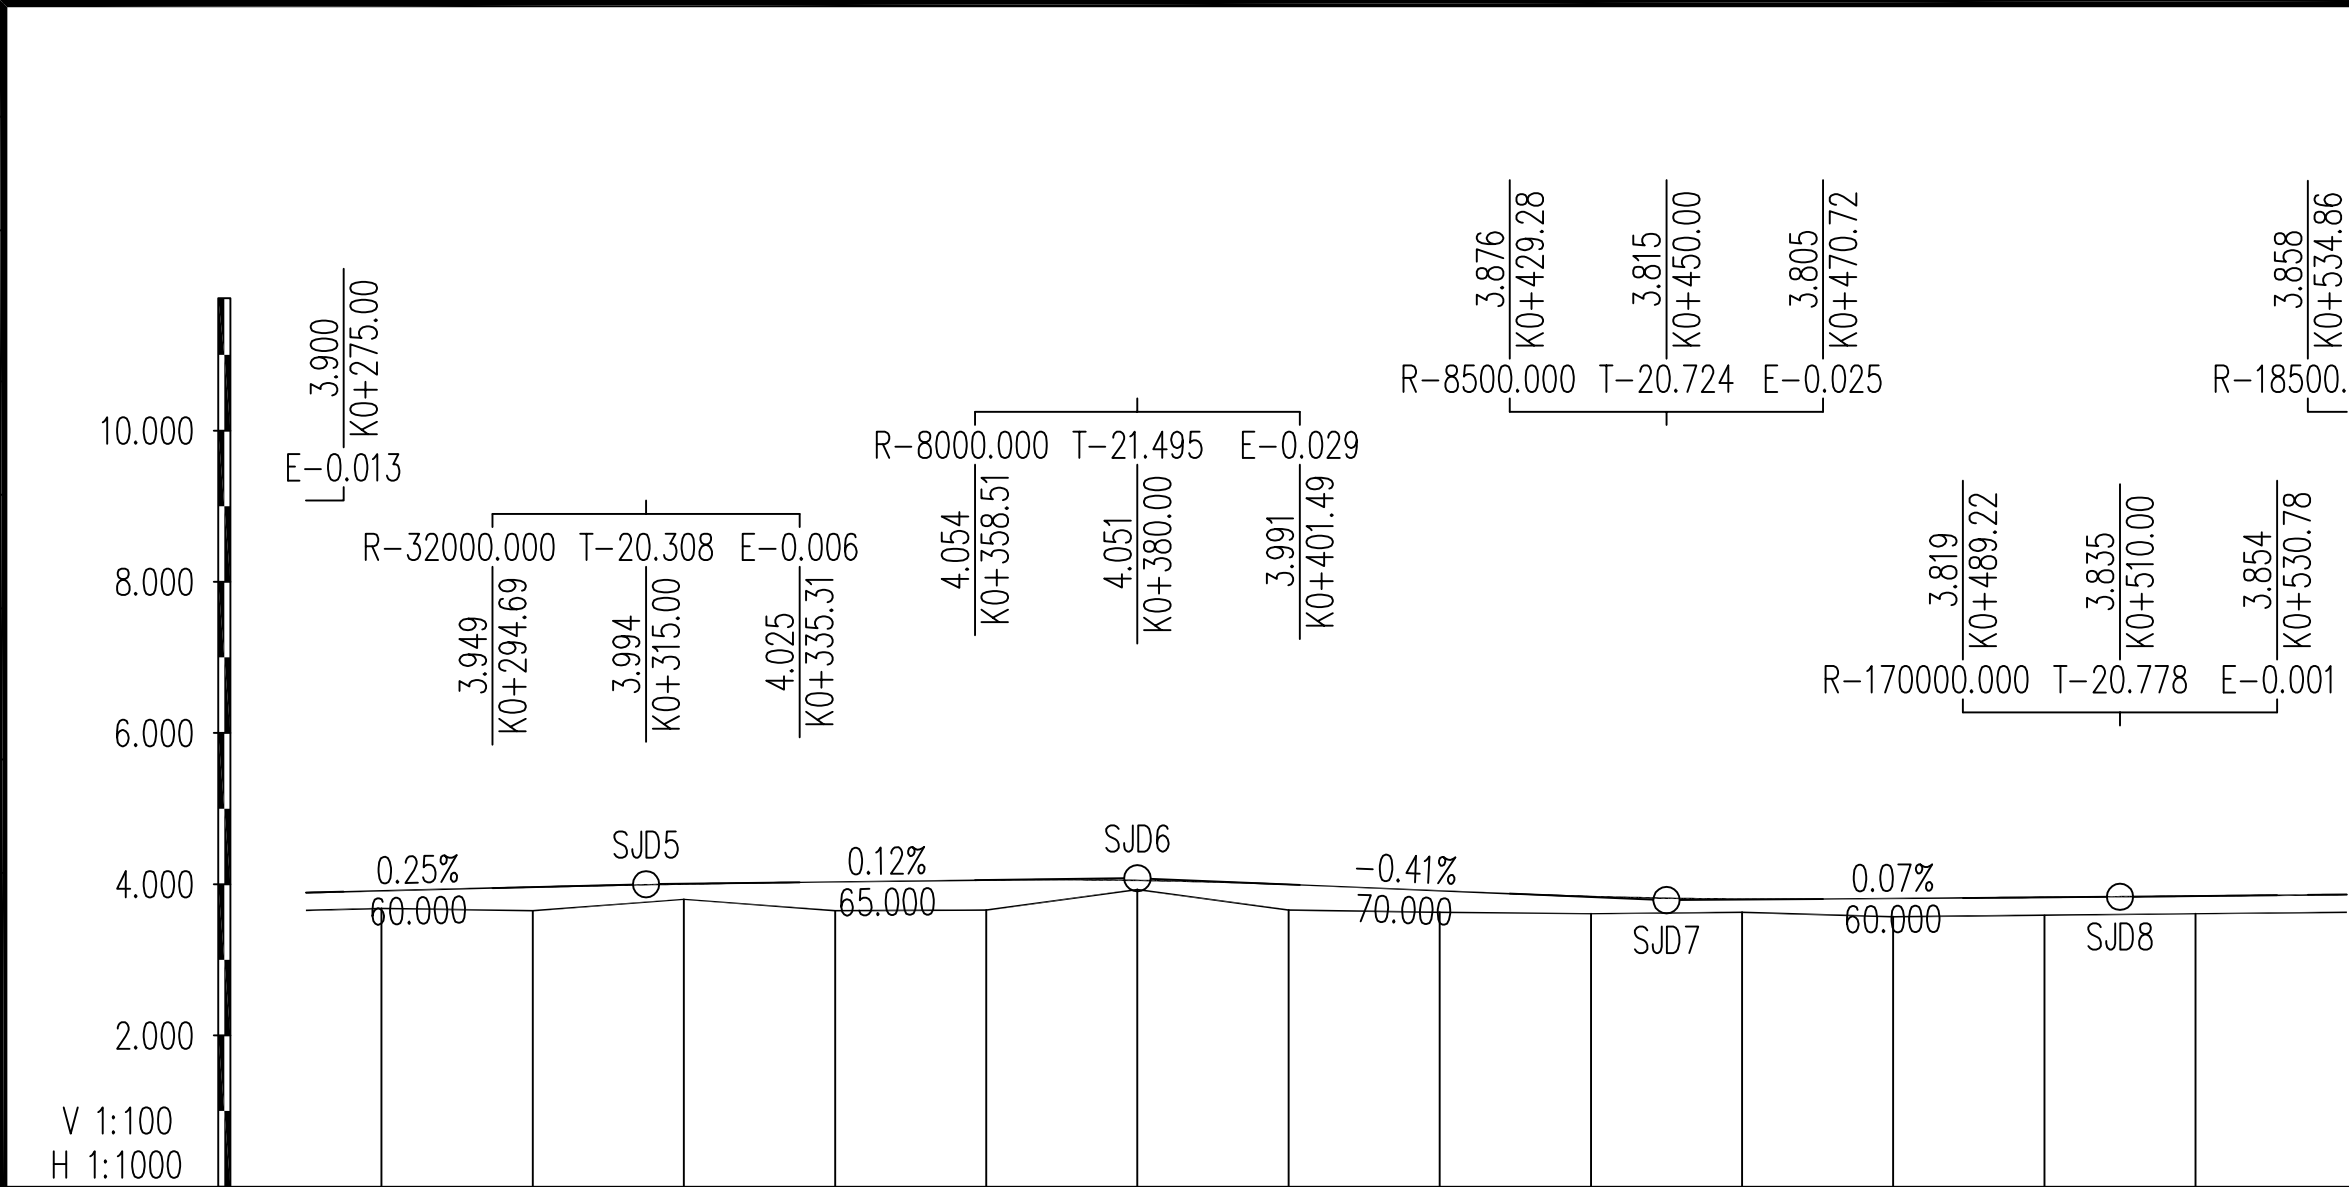 3.900
K0+275.00
E-0.013
R-32000.000 T-20.308 E-0.006
3.949
K0+294.69
3.994
K0+315.00
4.025
K0+335.31
R-8000.000 T-21.495 E-0.029
4.054
K0+358.51
4.051
K0+380.00
3.991
K0+401.49
3.876
K0+429.28
3.815
K0+450.00
3.805
K0+470.72
R-8500.000 T-20.724 E-0.025
3.819
K0+489.22
3.835
K0+510.00
3.854
K0+530.78
R-170000.000 T-20.778 E-0.001
3.858
K0+534.86
R-18500.
10.000
8.000
6.000
4.000
2.000
V 1:100
H 1:1000
0.25%
60.000
SJD5
0.12%
65.000
SJD6
-0.41%
70.000
SJD7
0.07%
60.000
SJD8